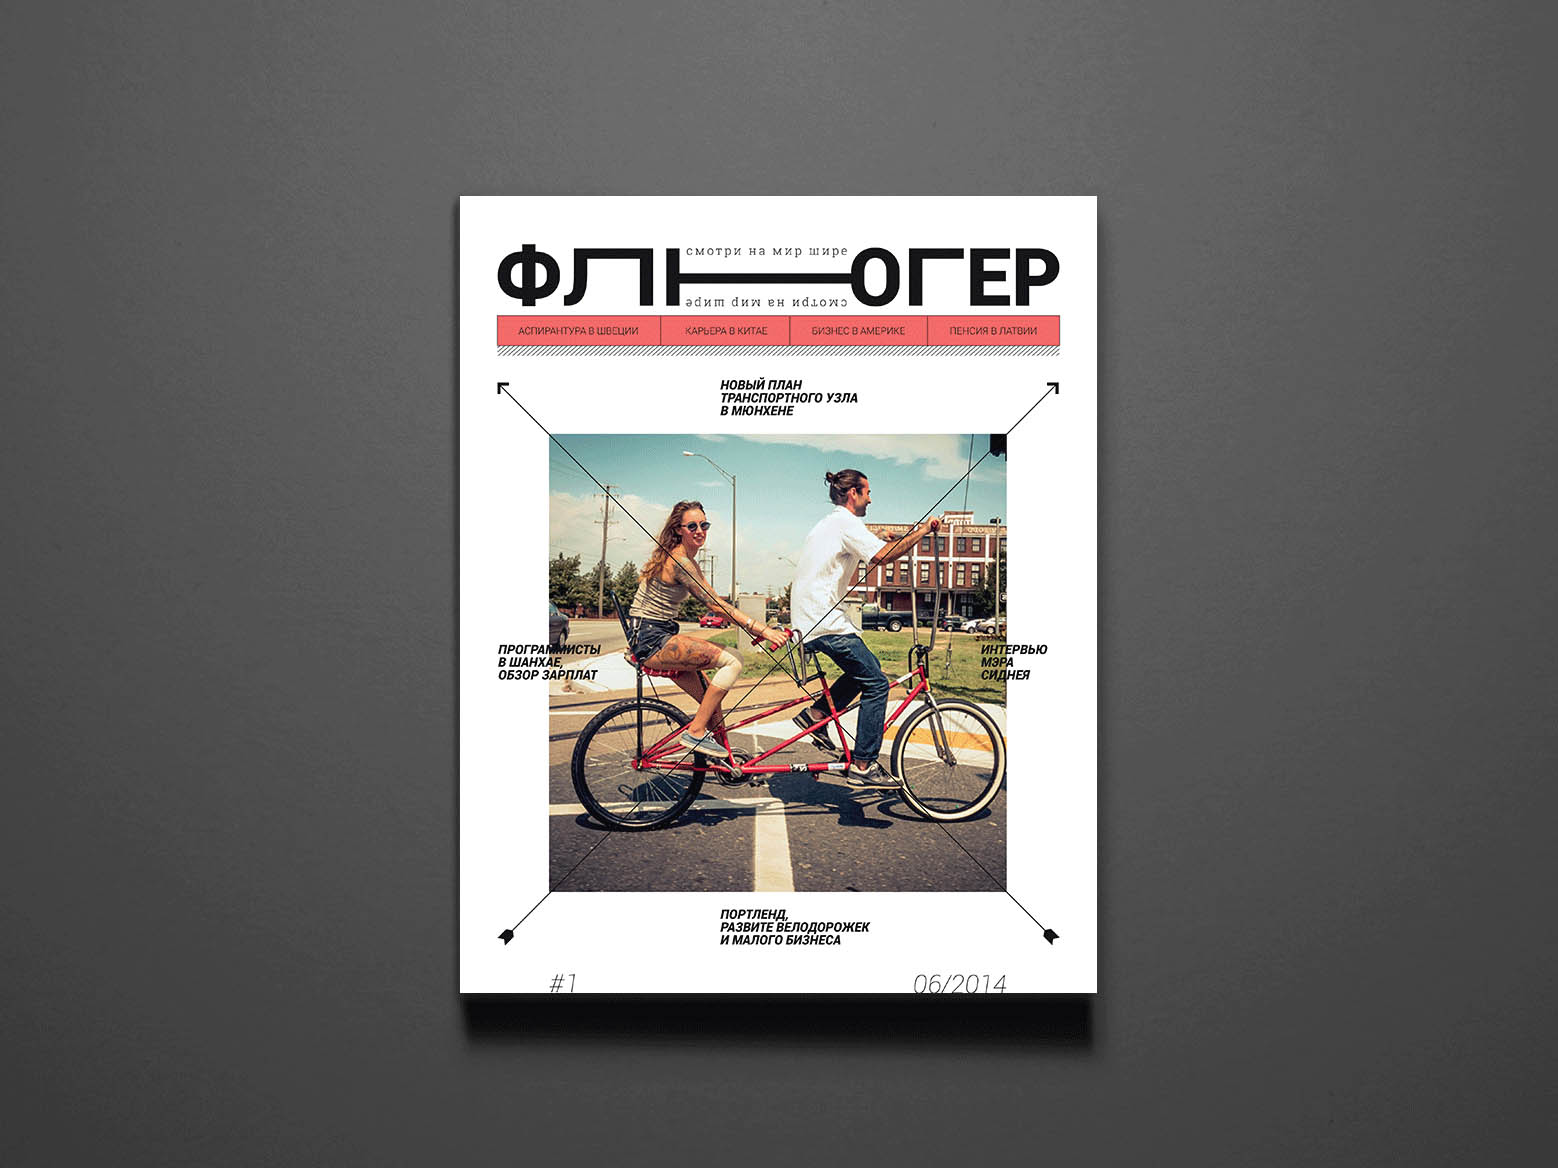 ФЛЮГЕР
смотри на мир шире
смотри на мир шире
АСПИРАНТУРА В ШВЕЦИИ
КАРЬЕРА В КИТАЕ
БИЗНЕС В АМЕРИКЕ
ПЕНСИЯ В ЛАТВИИ
НОВЫЙ ПЛАН
ТРАНСПОРТНОГО УЗЛА
В МЮНХЕНЕ
ПРОГРАММИСТЫ
В ШАНХАЕ,
ОБЗОР ЗАРПЛАТ
ИНТЕРВЬЮ
МЭРА
СИДНЕЯ
ПОРТЛЕНД,
РАЗВИТЕ ВЕЛОДОРОЖЕК
И МАЛОГО БИЗНЕСА
#1
06/2014